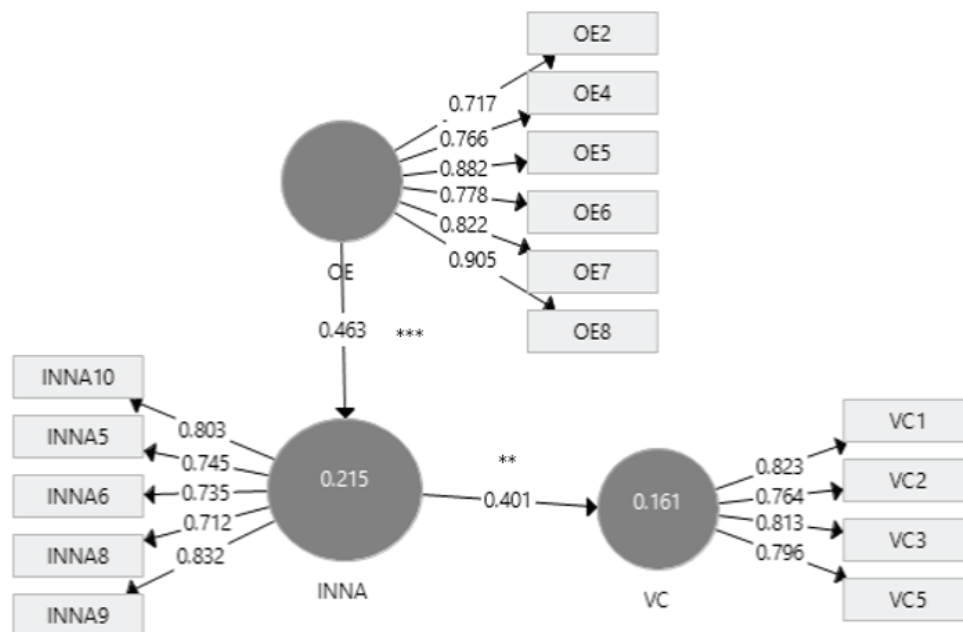 OE2
0.717
OE4
0.766
OE5
0.882
0.778
OE6
0.822
OE7
0.905
OE
OE8
0.463
***
INNA10
0.803
INNA5
0.745
INNA6
0.735
0.712
INNA8
0.832
INNA9
0.215
INNA
**
0.401
0.161
VC
VC1
0.823
VC2
0.764
0.813
VC3
0.796
VC5